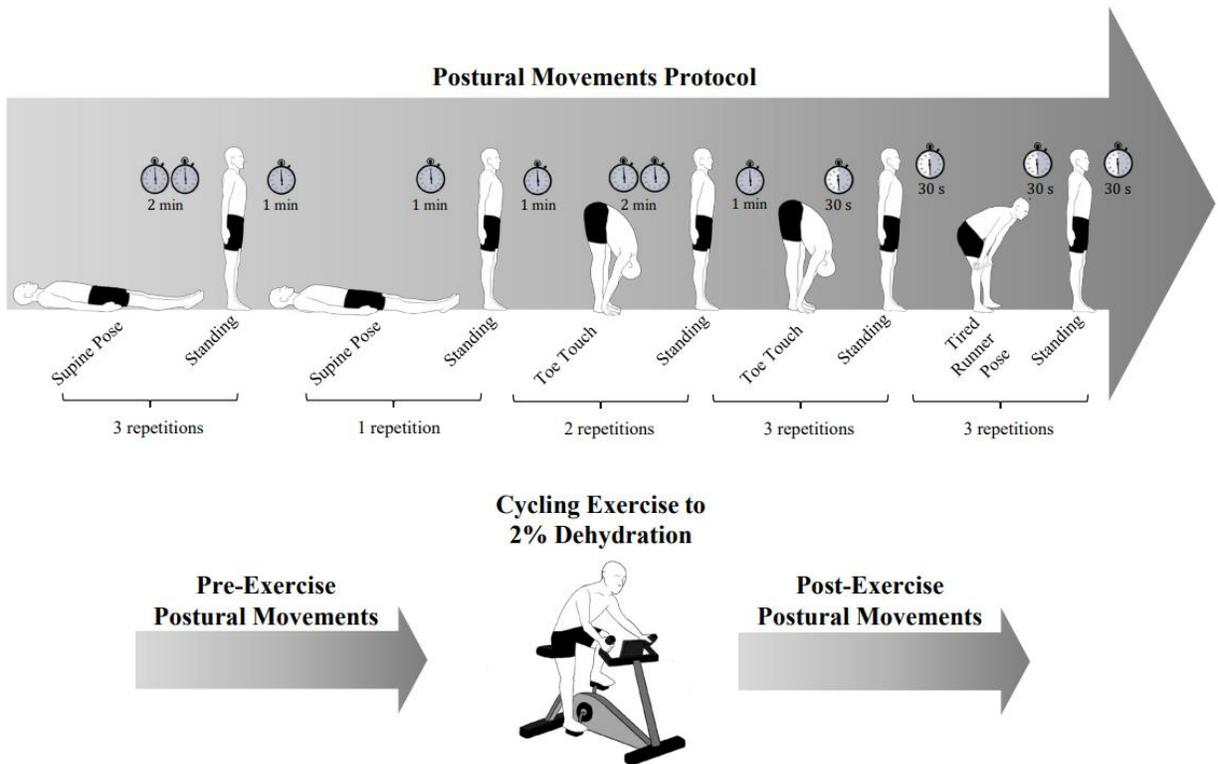 Postural Movements Protocol
2 min
1 min
1 min
1 min
2 min
1 min
30 s
30 s
30 s
30 s
Supine Pose
Standing
Supine Pose
Standing
Toe Touch
Standing
Toe Touch
Standing
Tired
Runner
Pose
Standing
3 repetitions
1 repetition
2 repetitions
3 repetitions
3 repetitions
Cycling Exercise to
2% Dehydration
Pre-Exercise
Postural Movements
Post-Exercise
Postural Movements